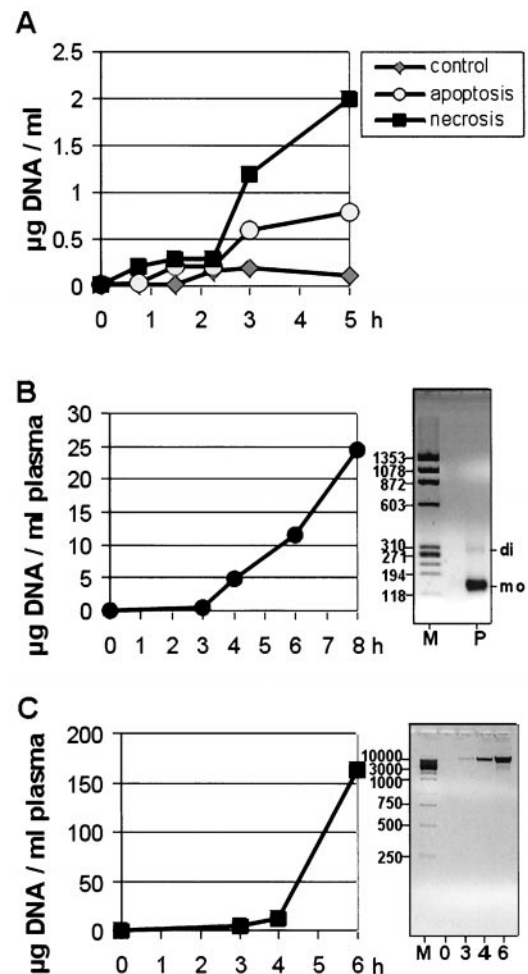 A
µg DNA / ml
2.5
2
1.5
1
0.5
0
0 1 2 3 4 5 h
control
apoptosis
necrosis
B
µg DNA / ml plasma
30
25
20
15
10
5
0
0 1 2 3 4 5 6 7 8 h
1353
1078
872
603
310
271
194
118
di
mo
M P
C
µg DNA / ml plasma
200
150
100
50
0
0 1 2 3 4 5 6 h
10000
3000
1000
750
500
250
M 0 3 4 6